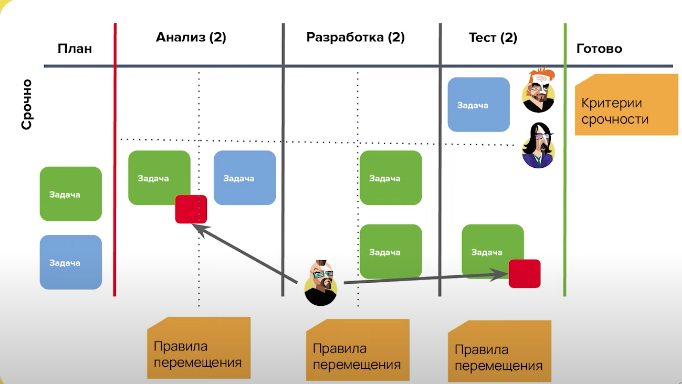 План
Анализ (2)
Разработка (2)
Тест (2)
Готово
Срочно
Задача
Критерии
срочности
Задача
Задача
Задача
Задача
Задача
Задача
Задача
Правила
перемещения
Правила
перемещения
Правила
перемещения